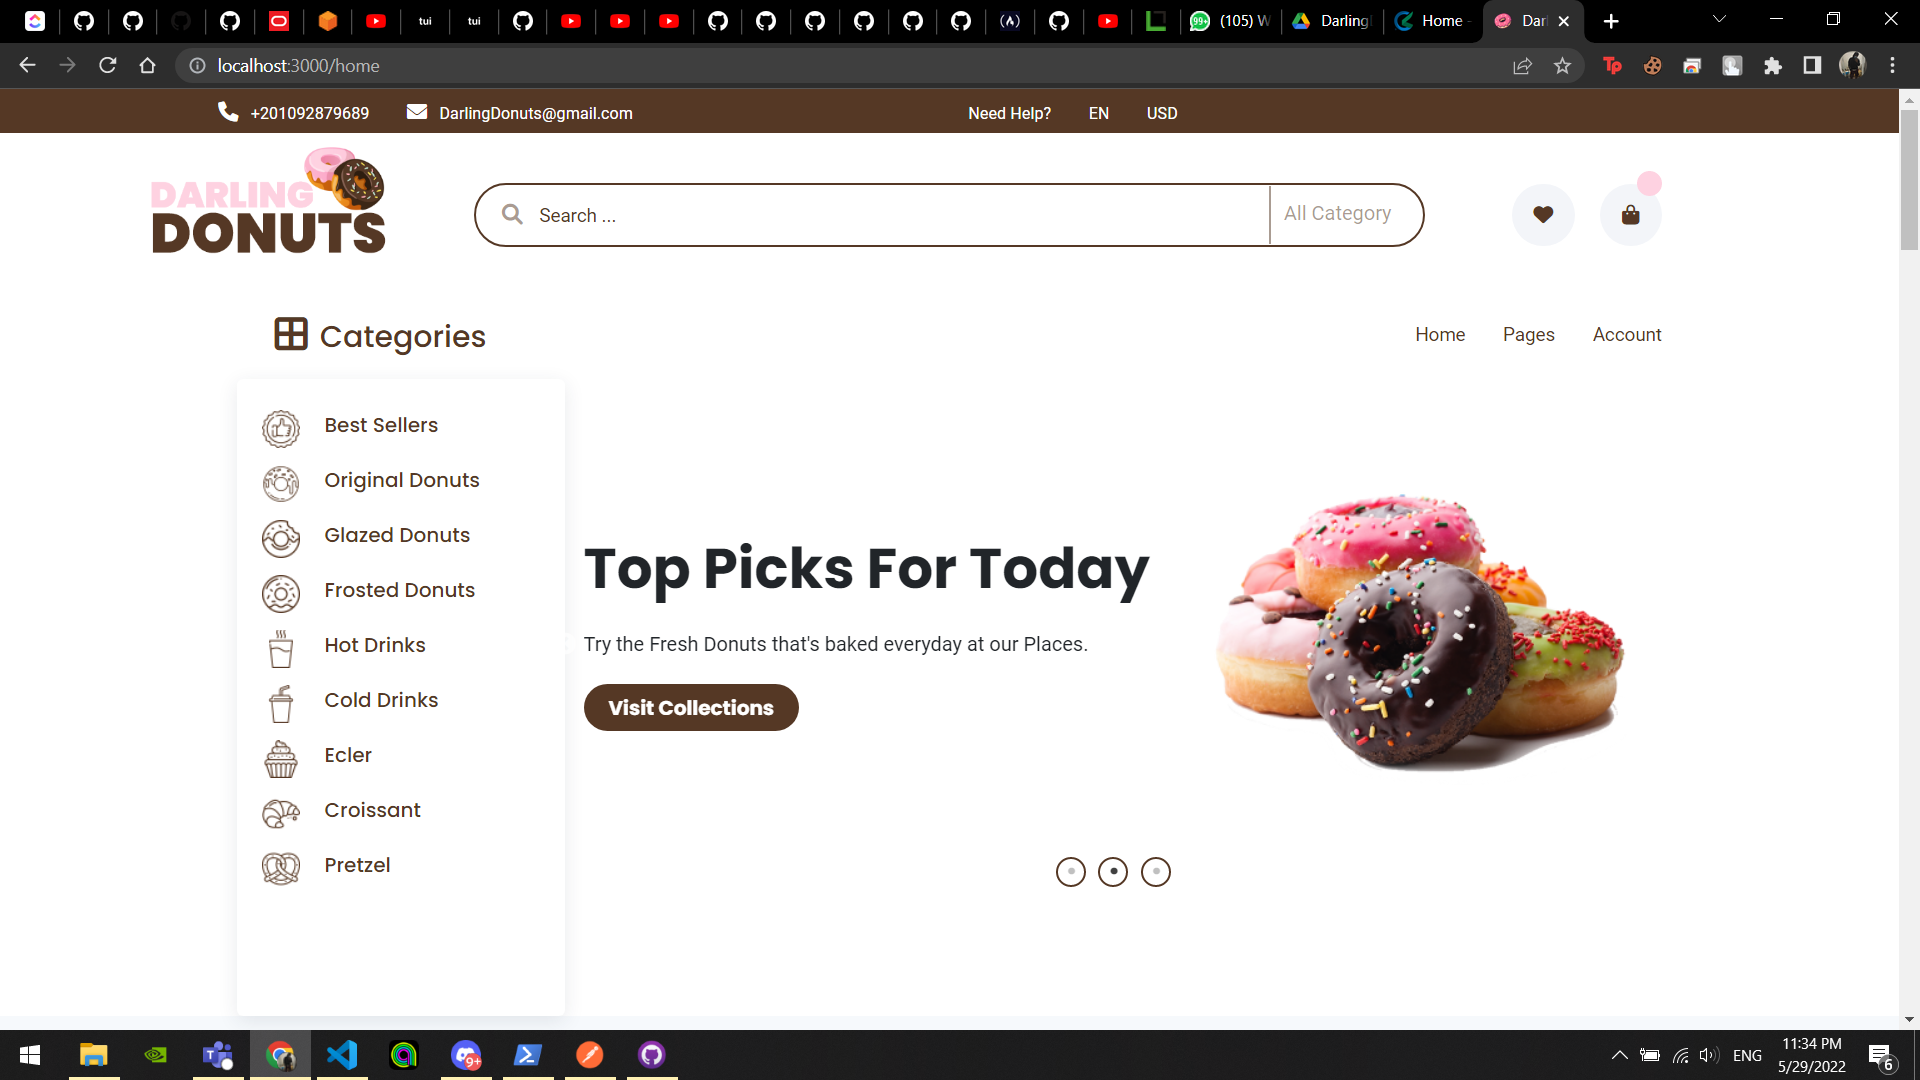 tui
tui
(105) W
Darling
Home -
Dar
localhost:3000/home
Tp
+201092879689
DarlingDonuts@gmail.com
Need Help?
EN
USD
DARLING
DONUTS
Search ...
All Category
Categories
Home
Pages
Account
Best Sellers
Original Donuts
Glazed Donuts
Frosted Donuts
Hot Drinks
Cold Drinks
Ecler
Croissant
Pretzel
Top Picks For Today
Try the Fresh Donuts that's baked everyday at our Places.
Visit Collections
9+
ENG
11:34 PM
5/29/2022
6